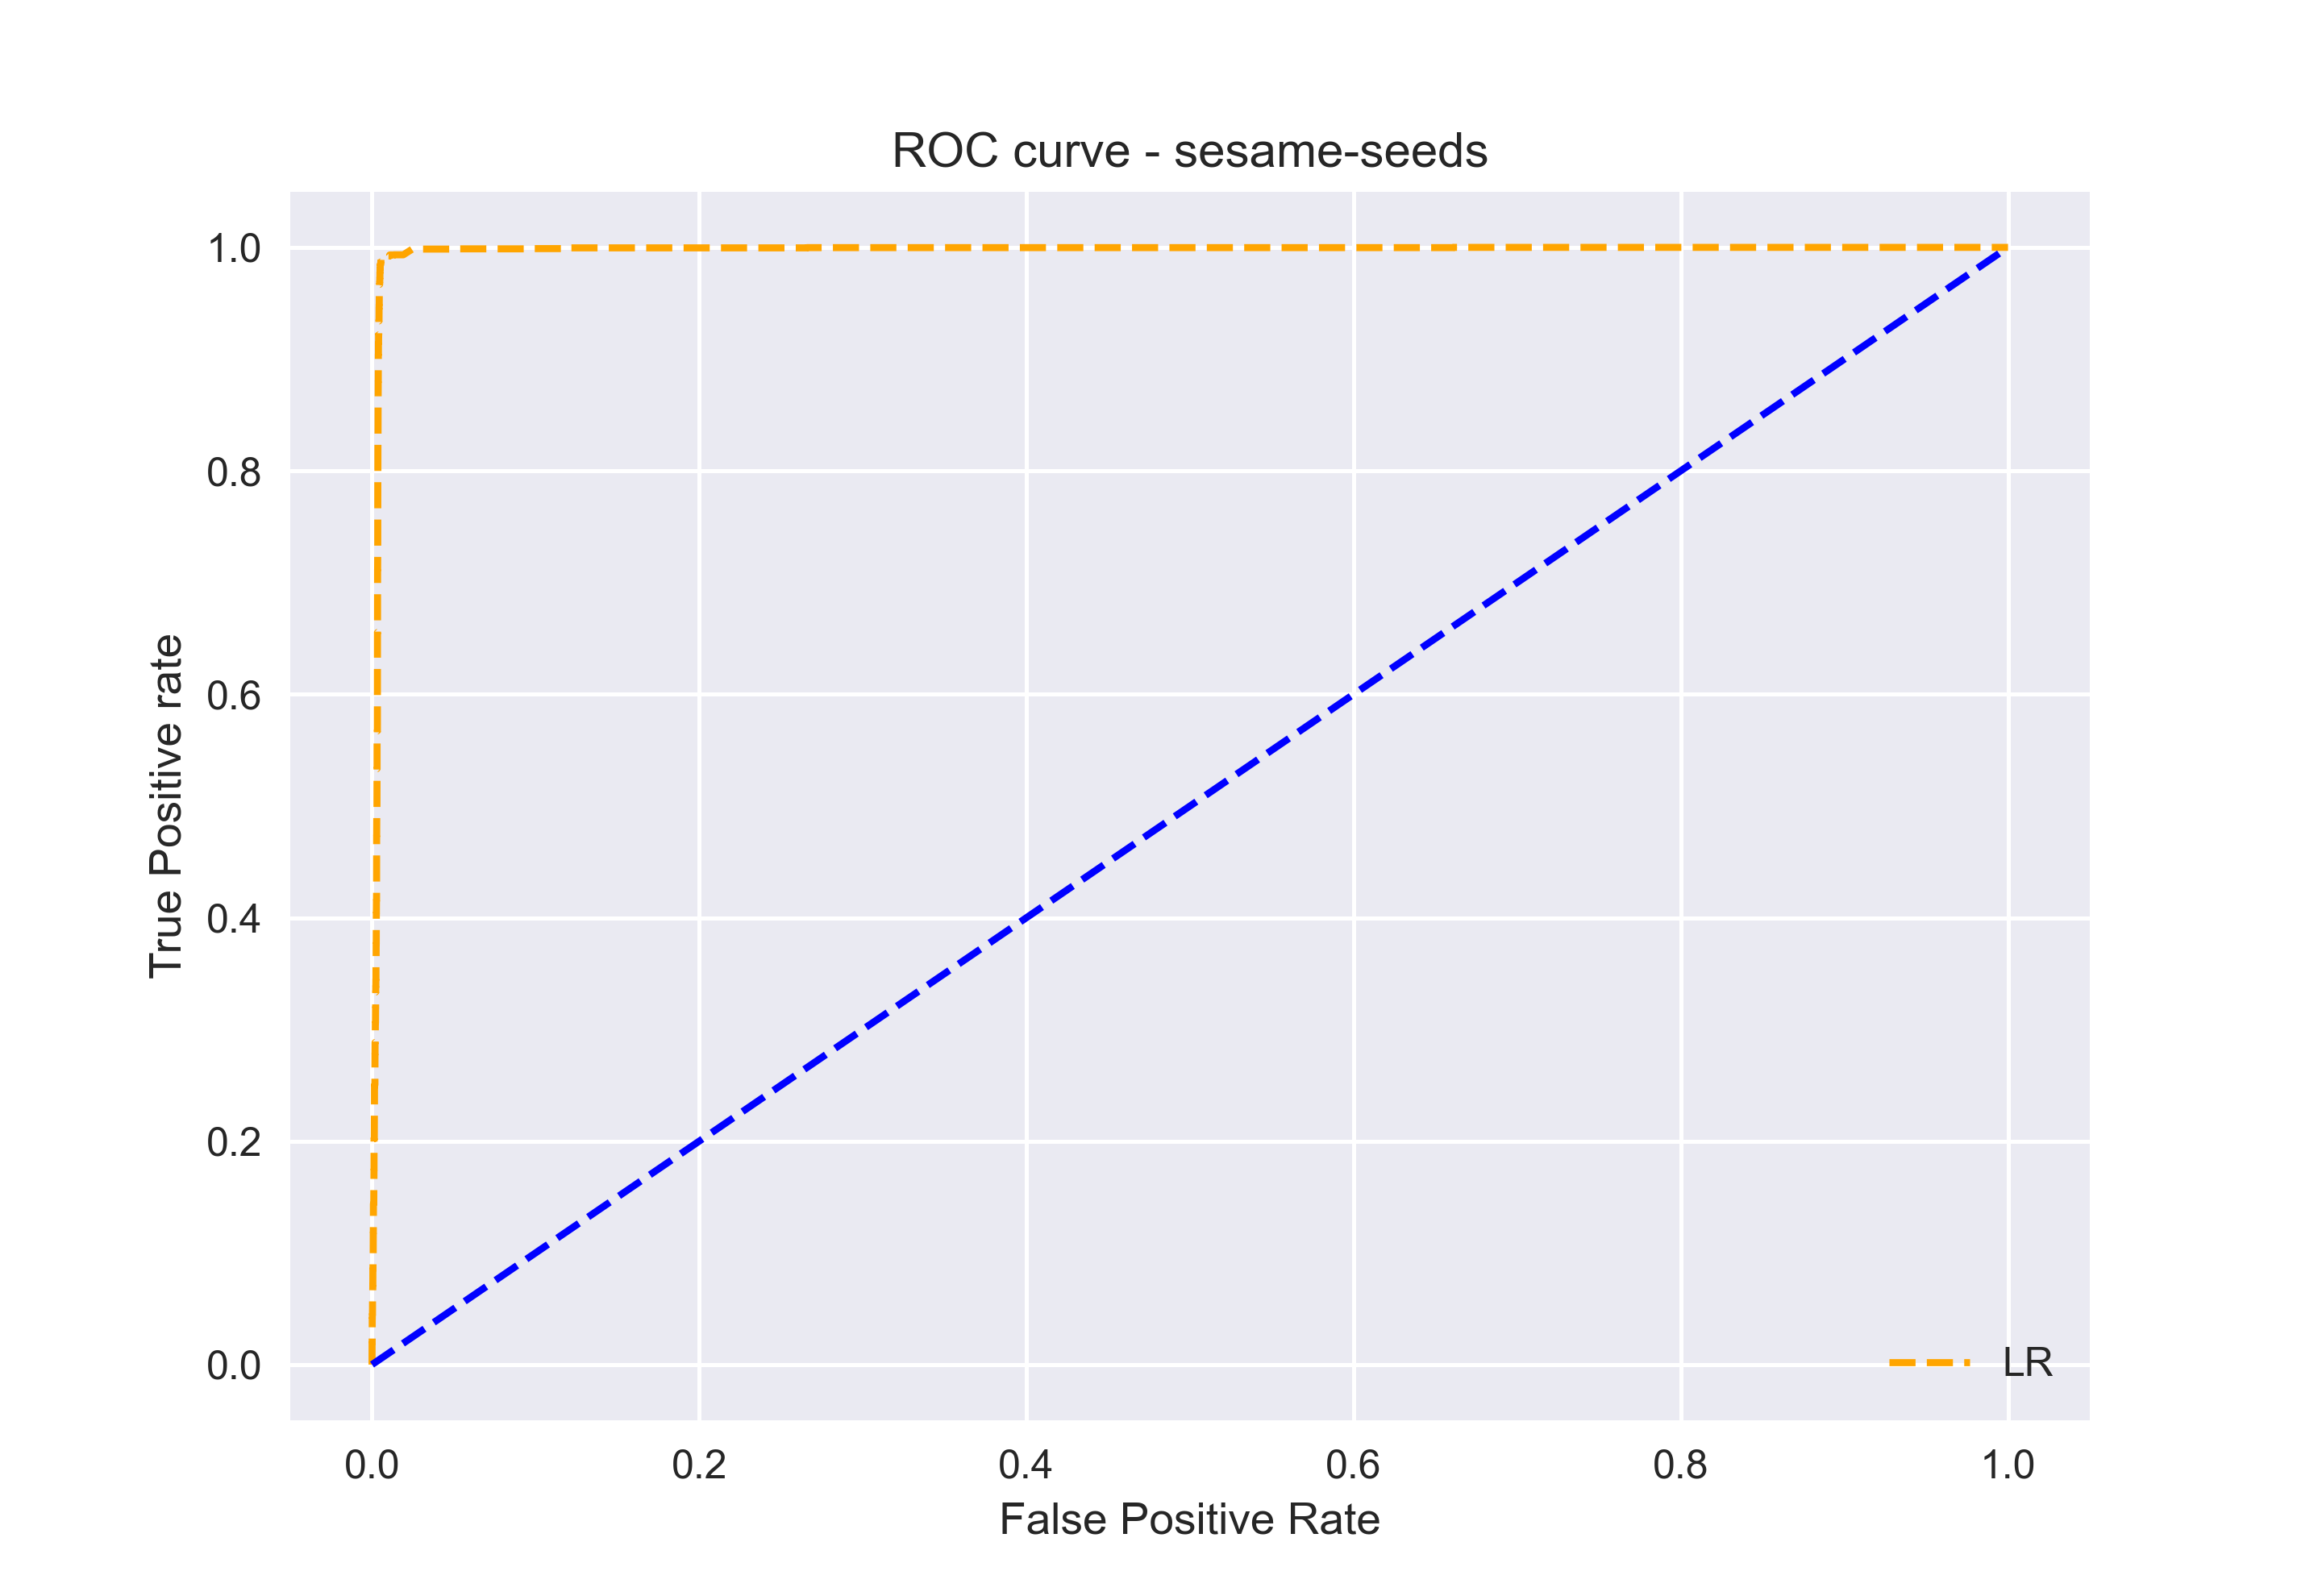 ROC curve - sesame-seeds
1.0
0.8
0.6
0.4
0.2
0.0
True Positive rate
LR
0.0 0.2 0.4 0.6 0.8 1.0
False Positive Rate